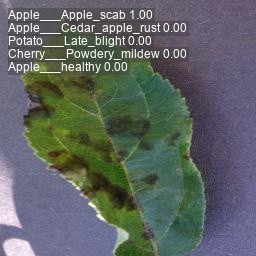 Apple___Apple_scab 1.00
Apple___Cedar_apple_rust 0.00
Potato___Late_blight 0.00
Cherry___Powdery_mildew 0.00
Apple___healthy 0.00